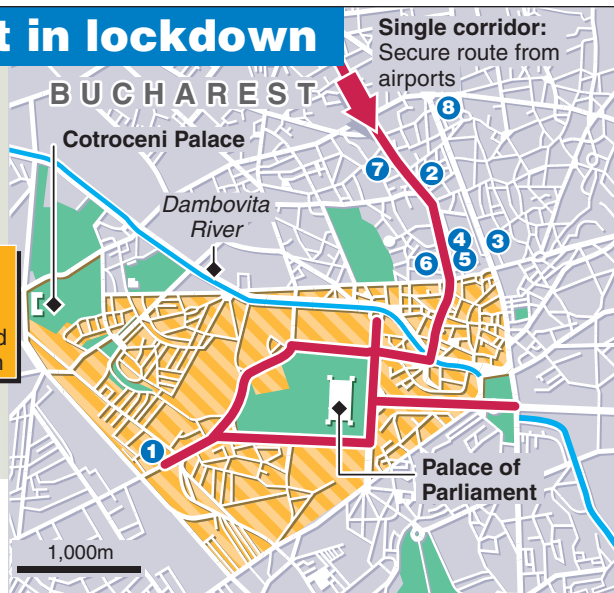 t in lockdown
Single corridor:
Secure route from
airports
BUCHAREST
8
Cotroceni Palace
7
2
Dambovita
River
4
3
6
5
d
n
1
Palace of
Parliament
1,000m